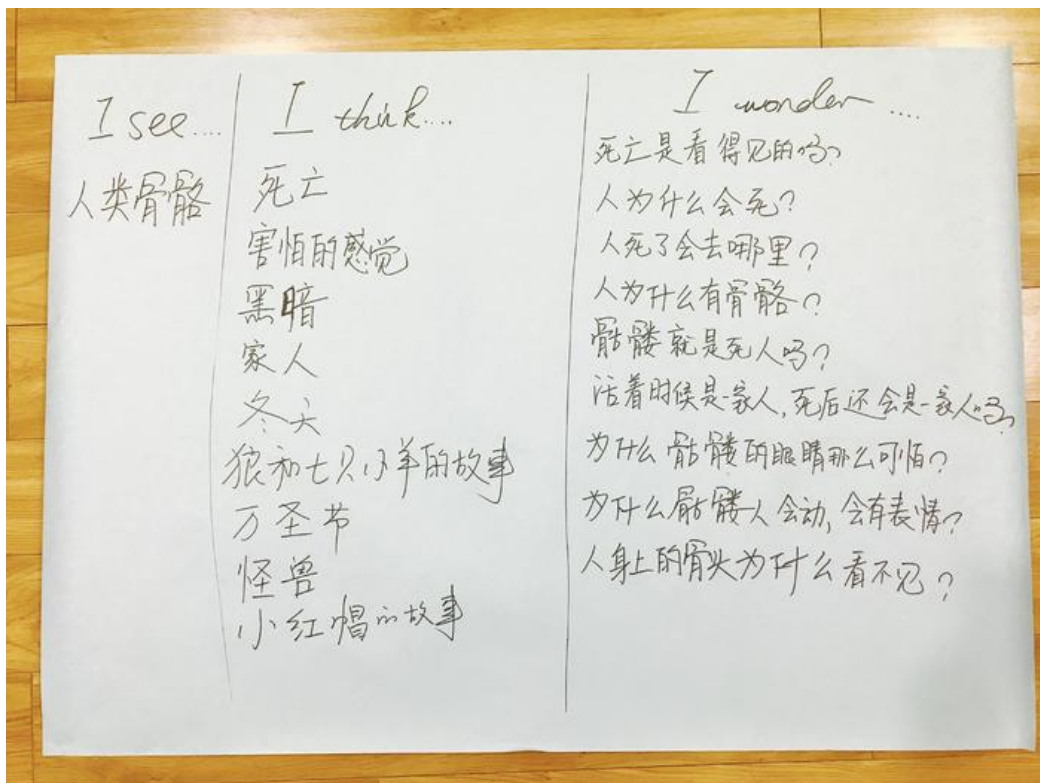 I see....
人类骨骼
I think....
死亡
害怕的感觉
黑暗
家人
冬天
狼和七只小羊的故事
万圣节
怪兽
小红帽的故事
I wonder....
死亡是看得见的吗?
人为什么会死?
人死了会去哪里?
人为什么有骨骼?
骷髅就是死人吗?
活着时候是一家人,死后还会是一家人吗?
为什么骷髅的眼睛那么可怕?
为什么骷髅人会动,会有表情?
人身上的骨头为什么看不见?